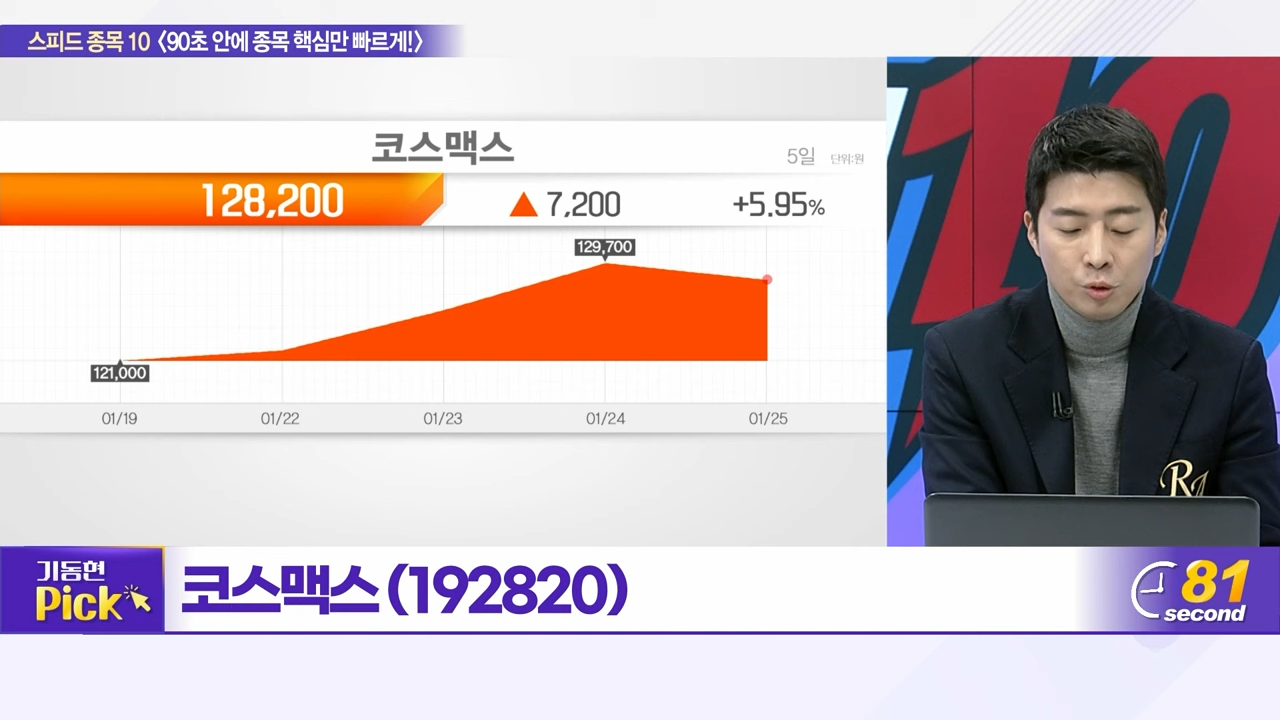 스피드 종목 10 〈90초 안에 종목 핵심만 빠르게!〉
코스맥스
5일 단위:원
128,200 ▲ 7,200 +5.95%
129,700
121,000
01/19 01/22 01/23 01/24 01/25
10
R
기동현
Pick
코스맥스(192820)
81
second